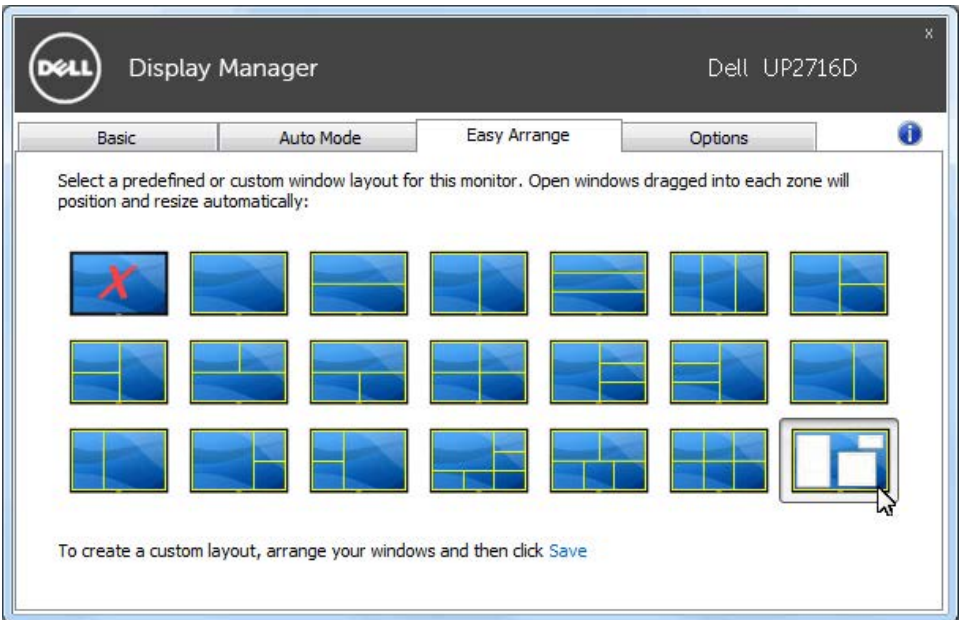 x
DELL
Display Manager
Dell UP2716D
Basic
Auto Mode
Easy Arrange
Options
i
Select a predefined or custom window layout for this monitor. Open windows dragged into each zone will
position and resize automatically:
X
To create a custom layout, arrange your windows and then click Save